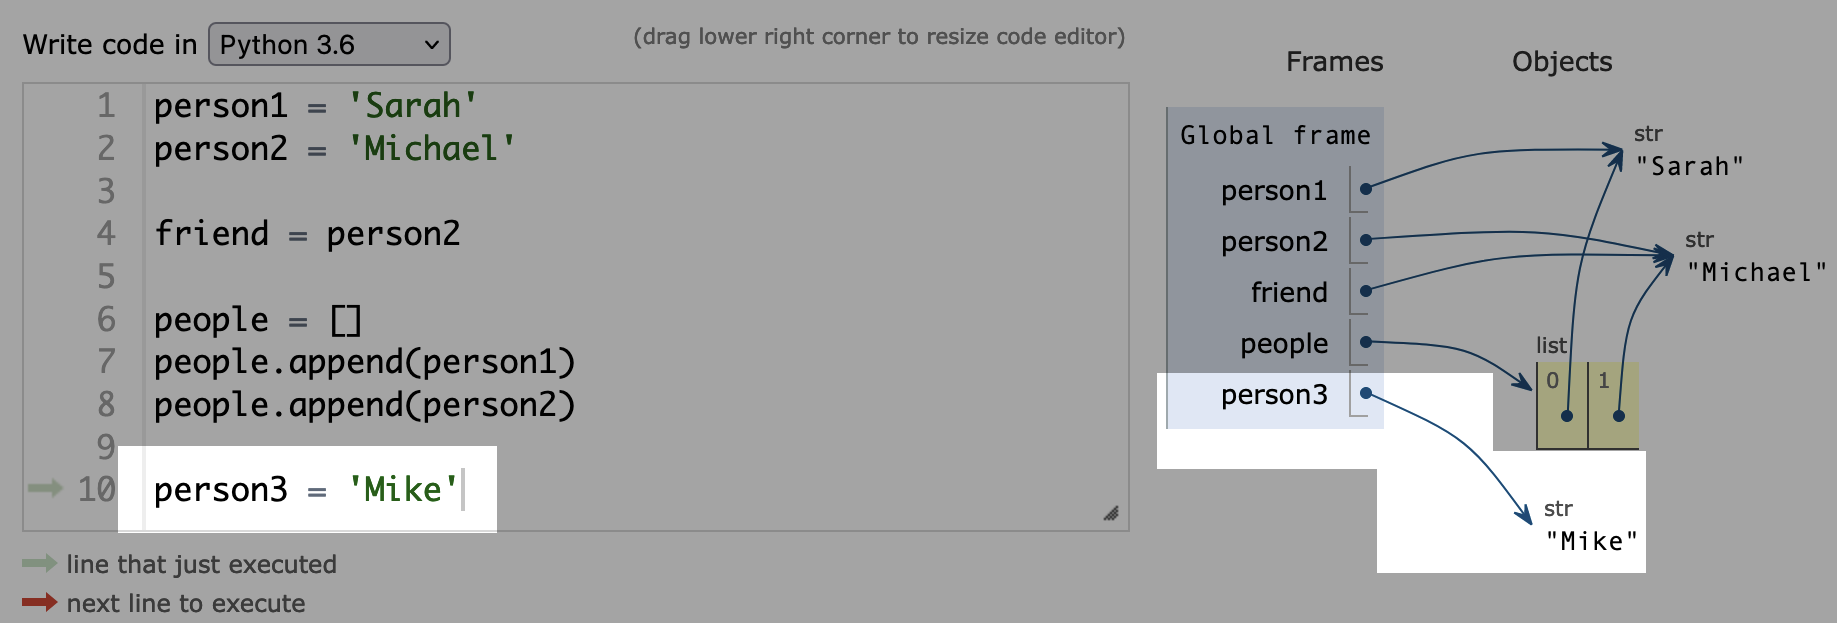 Write code in Python 3.6
(drag lower right corner to resize code editor)
1 person1 = 'Sarah'
2 person2 = 'Michael'
3
4 friend = person2
5
6 people = []
7 people.append(person1)
8 people.append(person2)
9
10 person3 = 'Mike'
line that just executed
next line to execute
Frames
Objects
Global frame
person1
person2
friend
people
person3
str
"Sarah"
str
"Michael"
list
0 1
str
"Mike"